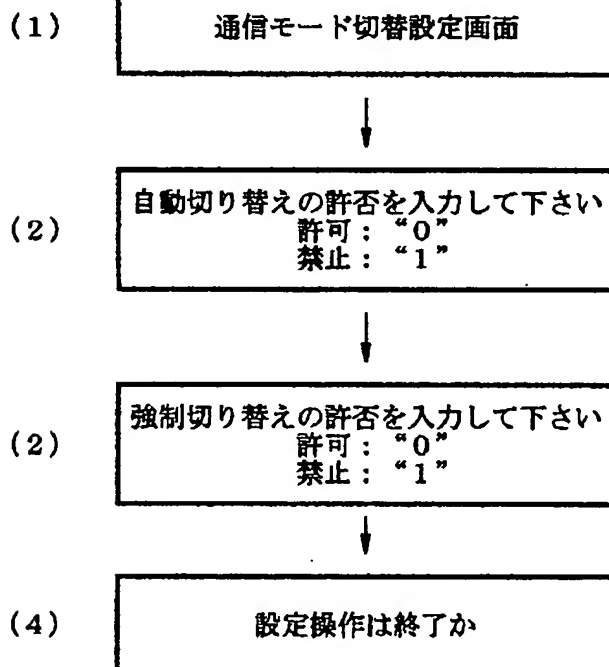 (1)
通信モード切替設定画面
(2)
自動切り替えの許否を入力して下さい
許可：“0”
禁止：“1”
(2)
強制切り替えの許否を入力して下さい
許可：“0”
禁止：“1”
(4)
設定操作は終了か